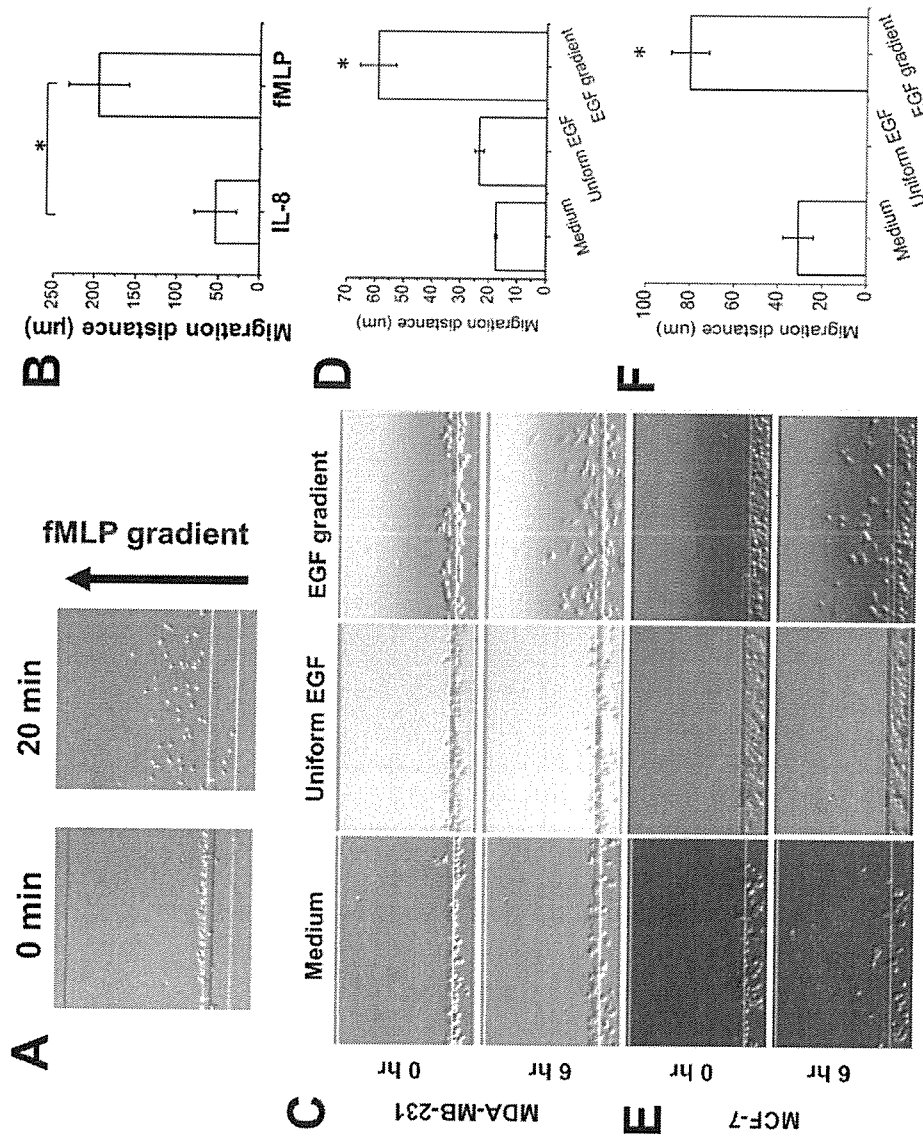 A
0 min
20 min
fMLP gradient
B
Migration distance (µm)
250
200
150
100
50
0
*
IL-8
fMLP
C
Medium
Uniform EGF
EGF gradient
0 hr
6 hr
MDA-MB-231
D
Migration distance (µm)
70
60
50
40
30
20
10
0
*
Medium
Uniform EGF
EGF gradient
E
0 hr
6 hr
MCF-7
F
Migration distance (µm)
100
80
60
40
20
0
*
Medium
Uniform EGF
EGF gradient